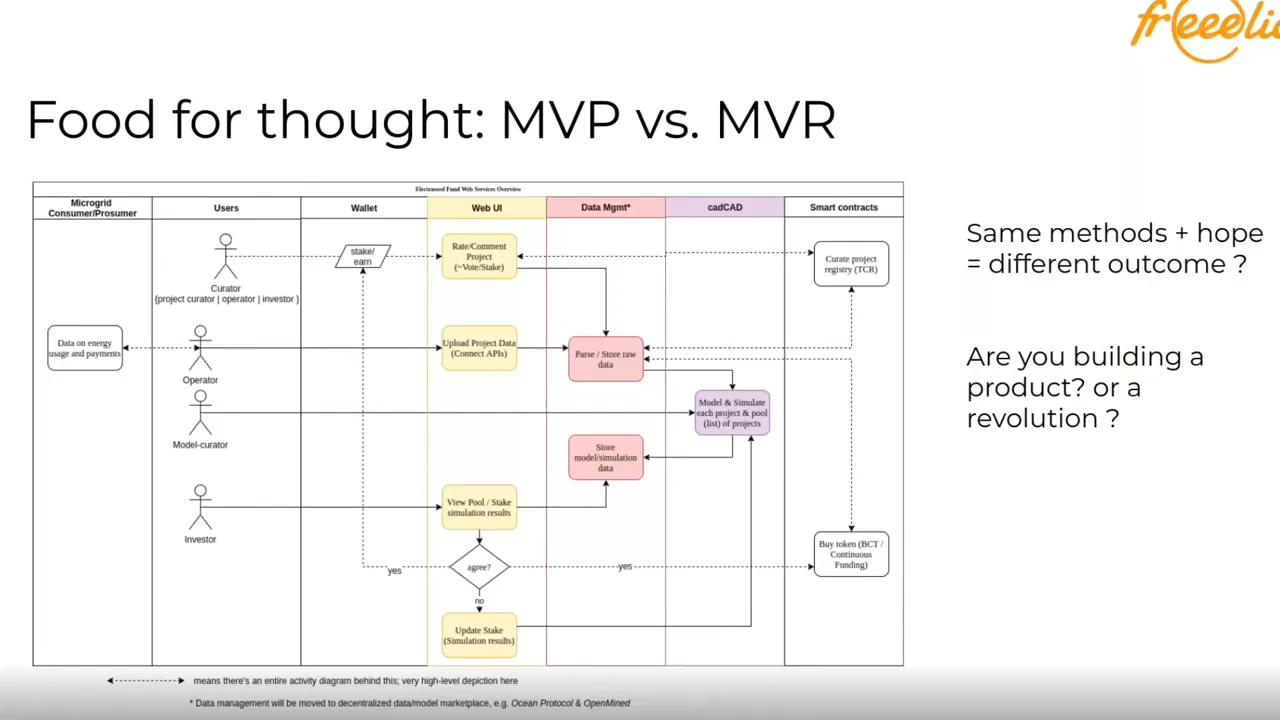 freeelio
Food for thought: MVP vs. MVR
Electraseed Fund Web Services Overview
Microgrid
Consumer/Prosumer
Users
Wallet
Web UI
Data Mgmt*
cadCAD
Smart contracts
stake/
earn
Rate/Comment
Project
(~Vote/Stake)
Curate project
registry (TCR)
Curator
{project curator | operator | investor }
Data on energy
usage and payments
Operator
Upload Project Data
(Connect APIs)
Parse / Store raw
data
Model-curator
Model & Simulate
each project & pool
(list) of projects
Store
model/simulation
data
Investor
View Pool / Stake
simulation results
agree?
yes
yes
no
Buy token (BCT /
Continuous
Funding)
Update Stake
(Simulation results)
means there's an entire activity diagram behind this; very high-level depiction here
* Data management will be moved to decentralized data/model marketplace, e.g. Ocean Protocol & OpenMined
Same methods + hope
= different outcome ?
Are you building a
product? or a
revolution ?